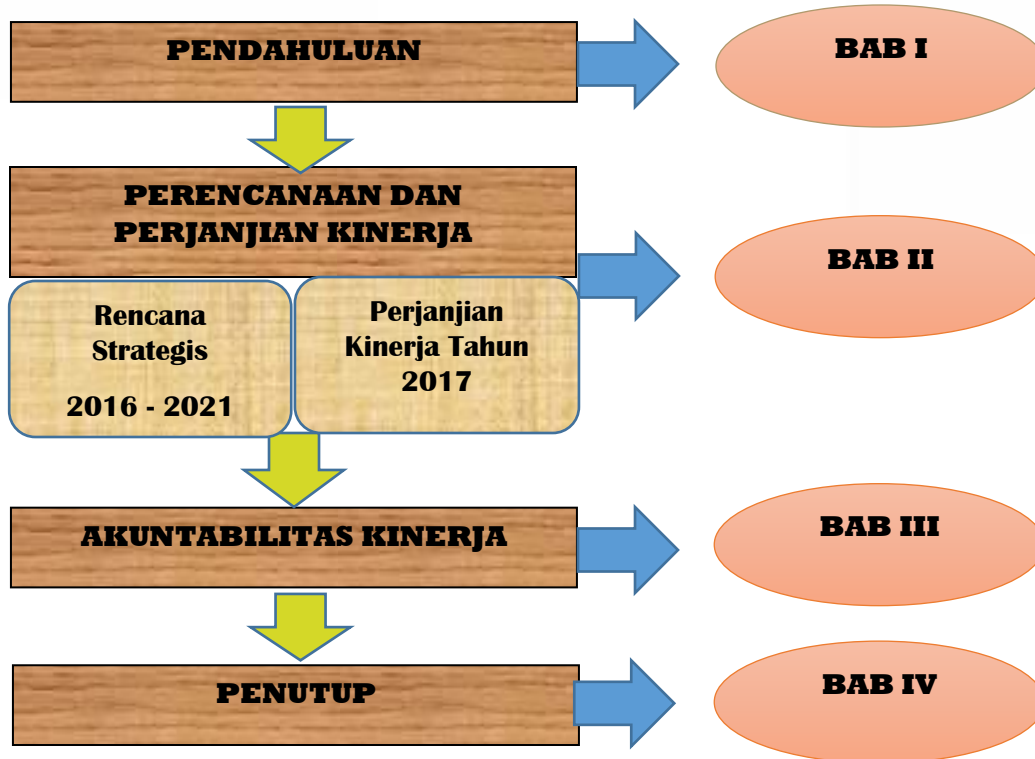 PENDAHULUAN
BAB I
PERENCANAAN DAN
PERJANJIAN KINERJA
BAB II
Rencana
Strategis
2016 - 2021
Perjanjian
Kinerja Tahun
2017
AKUNTABILITAS KINERJA
BAB III
PENUTUP
BAB IV